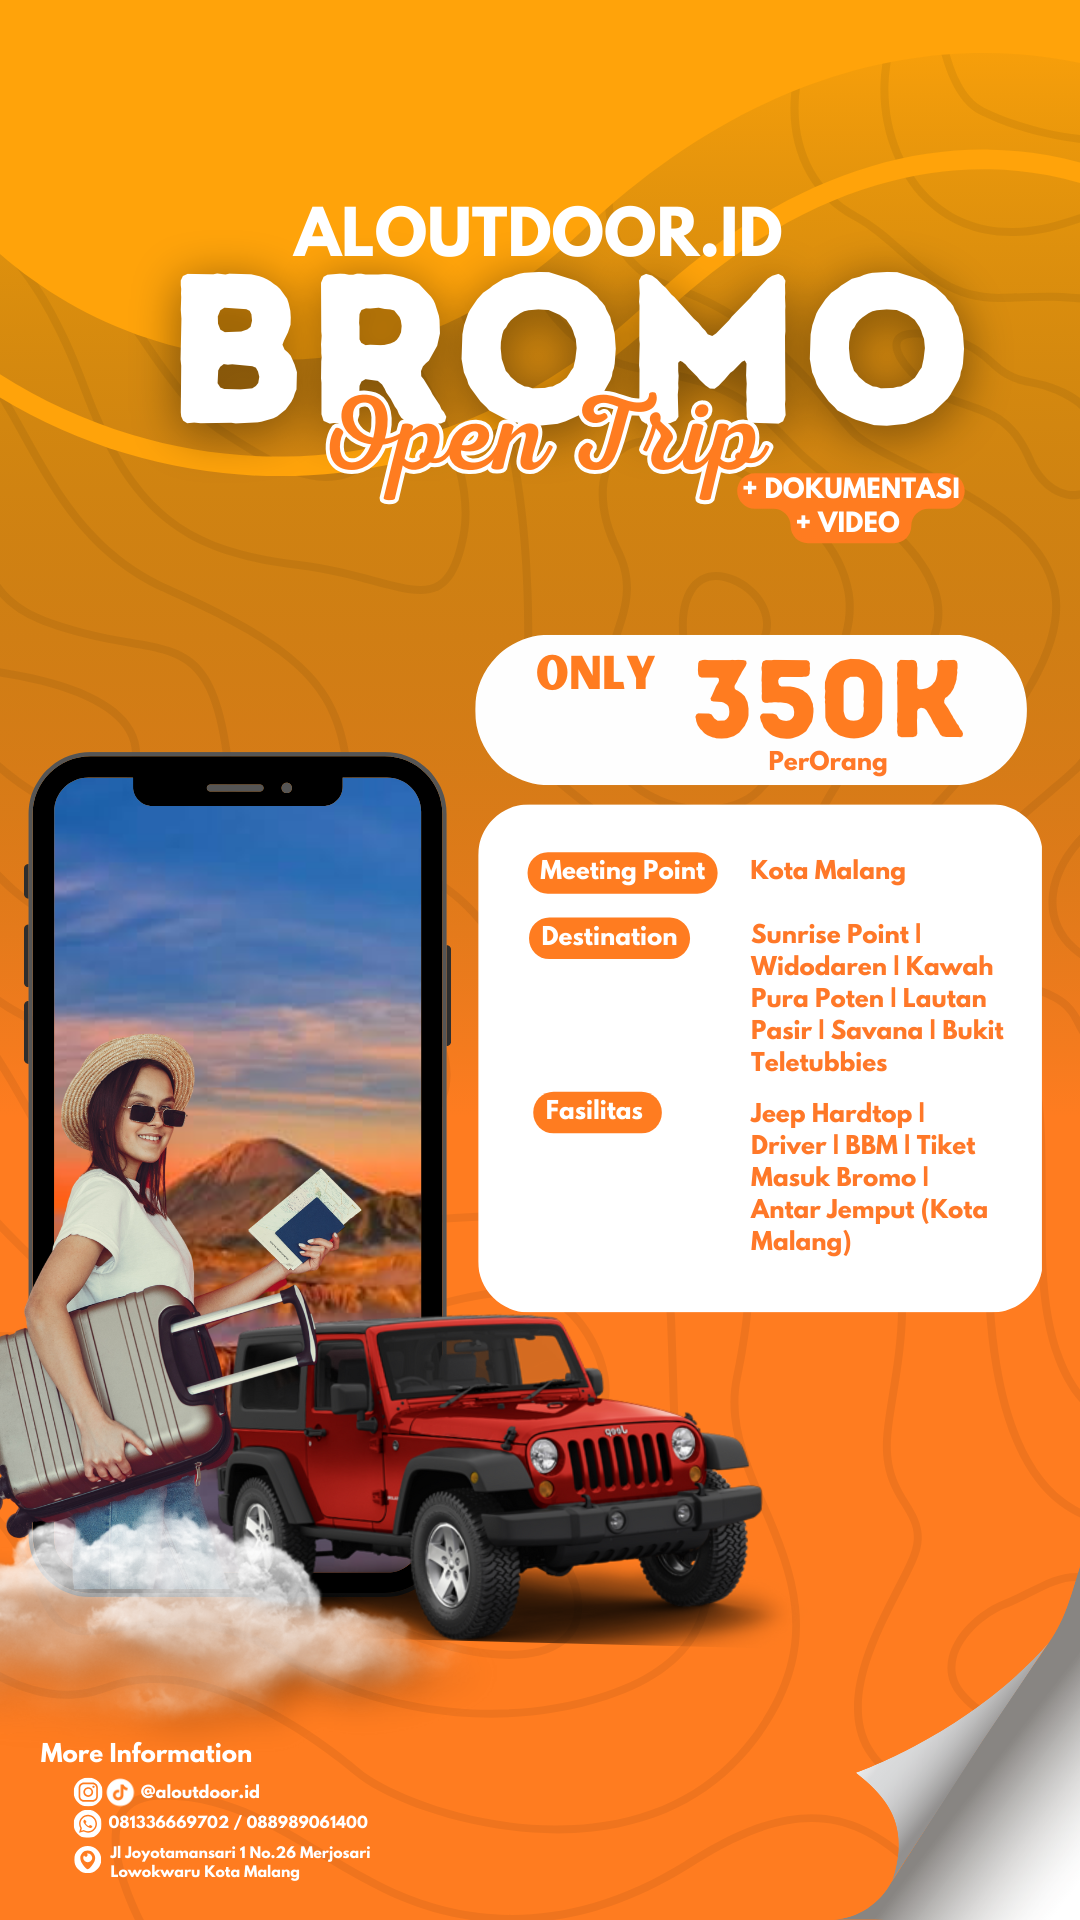 ALOUTDOOR.ID
BROMO
Open Trip
+ DOKUMENTASI
+ VIDEO
ONLY 350K
PerOrang
Meeting Point Kota Malang
Destination Sunrise Point |
Widodaren | Kawah
Pura Poten | Lautan
Pasir | Savana | Bukit
Teletubbies
Fasilitas Jeep Hardtop |
Driver | BBM | Tiket
Masuk Bromo |
Antar Jemput (Kota
Malang)
Jeep
More Information
@aloutdoor.id
081336669702 / 088989061400
Jl Joyotamansari 1 No.26 Merjosari
Lowokwaru Kota Malang